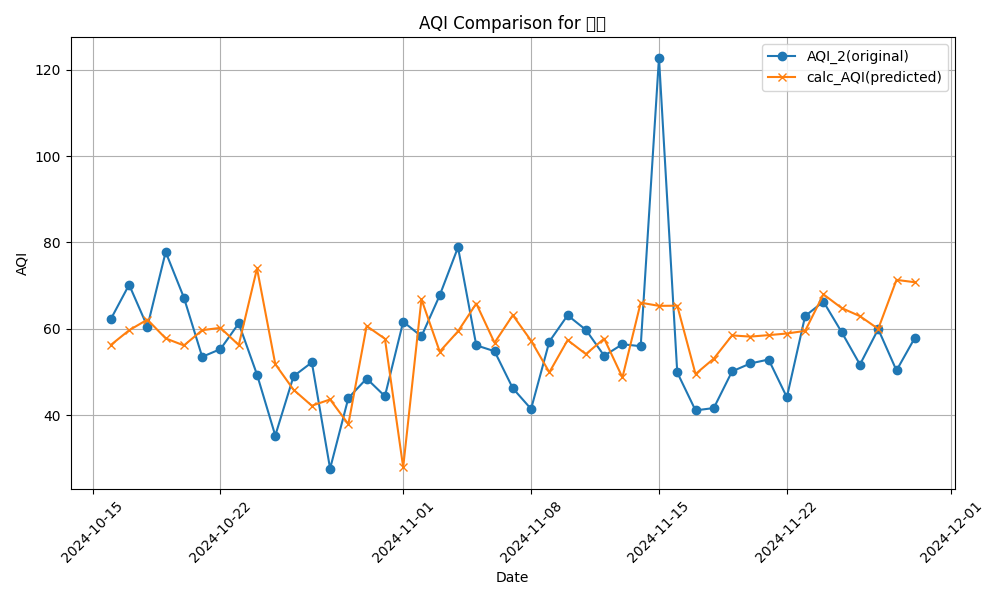 AQI Comparison for
AQI_2(original)
calc_AQI(predicted)
AQI
120
100
80
60
40
2024-10-15
2024-10-22
2024-11-01
2024-11-08
2024-11-15
2024-11-22
2024-12-01
Date